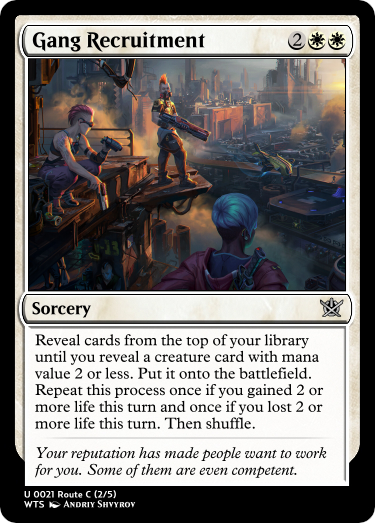 Gang Recruitment 2
Sorcery
Reveal cards from the top of your library
until you reveal a creature card with mana
value 2 or less. Put it onto the battlefield.
Repeat this process once if you gained 2 or
more life this turn and once if you lost 2 or
more life this turn. Then shuffle.
Your reputation has made people want to work
for you. Some of them are even competent.
U 0021 Route C (2/5)
WTS Andriy Shvyrov